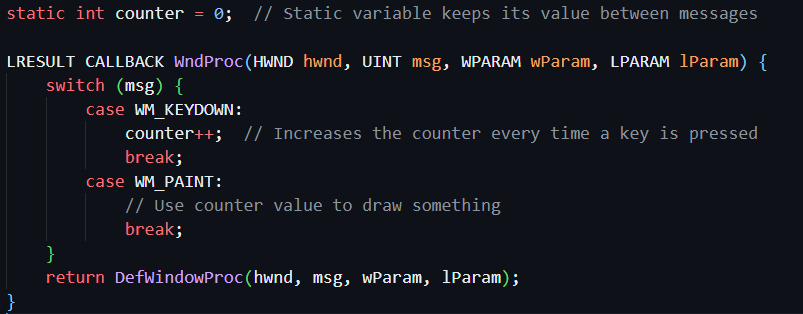 static int counter = 0;  // Static variable keeps its value between messages

LRESULT CALLBACK WndProc(HWND hwnd, UINT msg, WPARAM wParam, LPARAM lParam) {
    switch (msg) {
        case WM_KEYDOWN:
            counter++;  // Increases the counter every time a key is pressed
            break;
        case WM_PAINT:
            // Use counter value to draw something
            break;
    }
    return DefWindowProc(hwnd, msg, wParam, lParam);
}